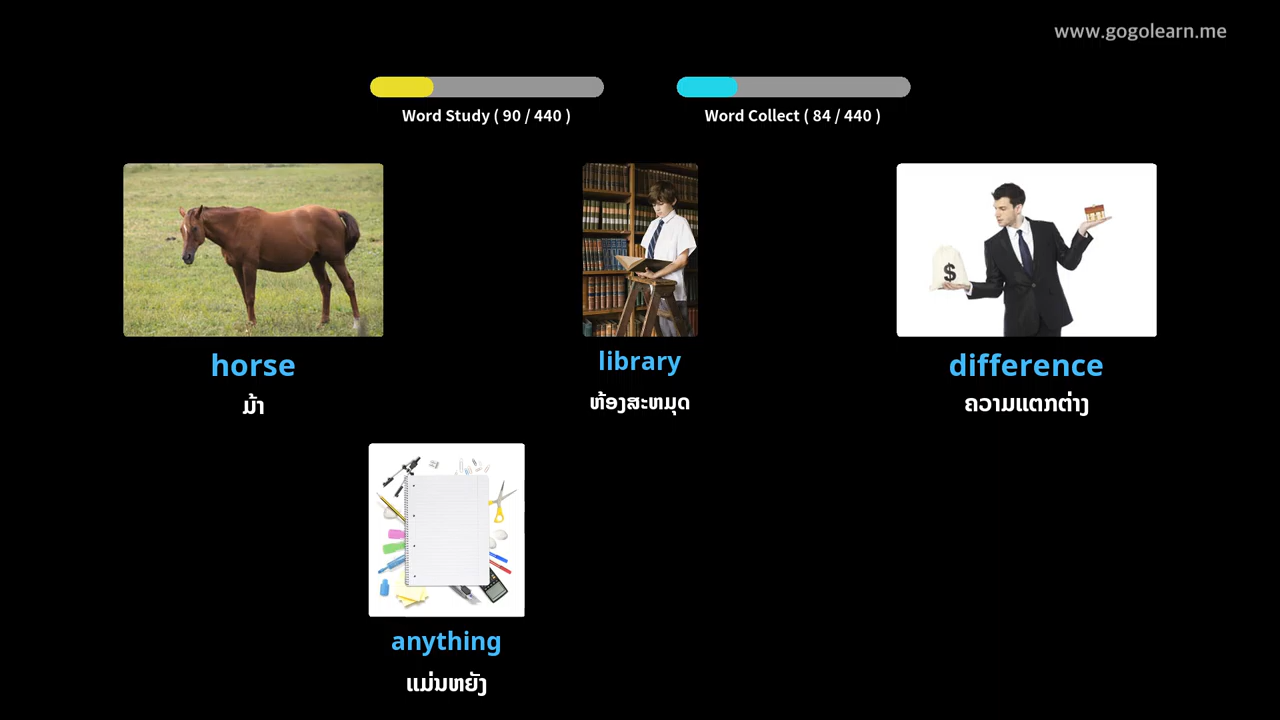 www.gogolearn.me
Word Study ( 90 / 440 )
Word Collect ( 84 / 440 )
$
horse
library
difference
ມ້າ
ຫ້ອງສະຫມຸດ
ຄວາມແຕກຕ່າງ
anything
ແມ່ນຫຍັງ